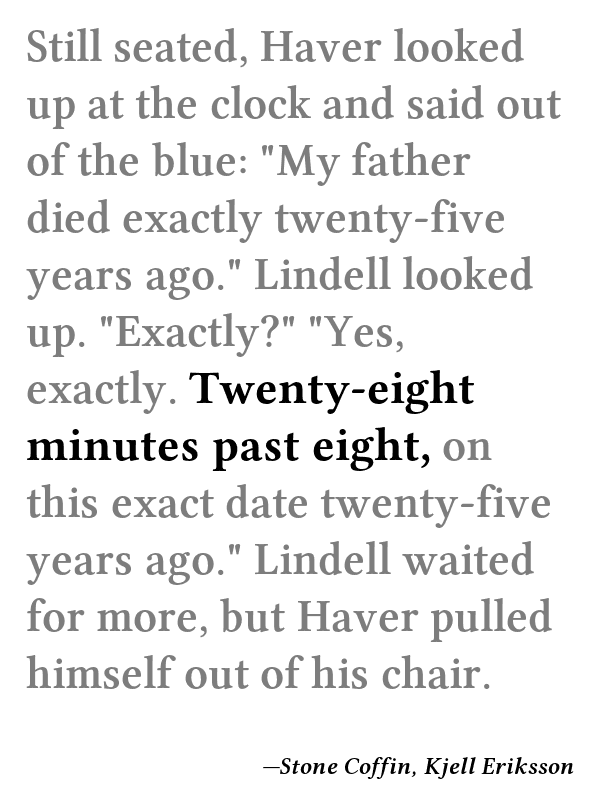 Still seated, Haver looked
up at the clock and said out
of the blue: "My father
died exactly twenty-five
years ago." Lindell looked
up. "Exactly?" "Yes,
exactly. Twenty-eight
minutes past eight, on
this exact date twenty-five
years ago." Lindell waited
for more, but Haver pulled
himself out of his chair.
—Stone Coffin, Kjell Eriksson